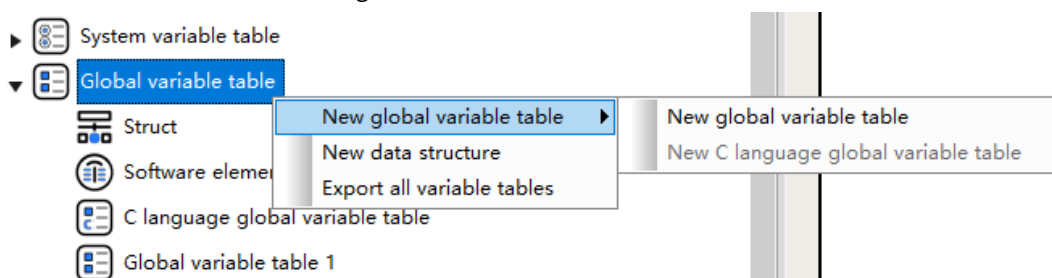 System variable table
Global variable table
New global variable table
New global variable table
Struct
New data structure
New C language global variable table
Software elemer
Export all variable tables
C language global variable table
Global variable table 1